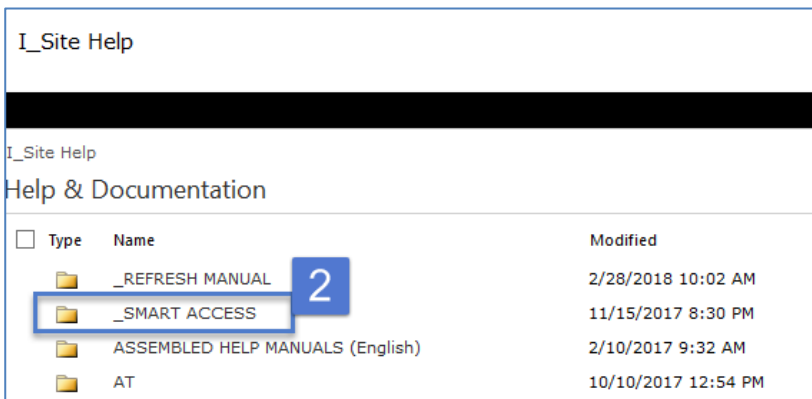 I_Site Help
I_Site Help
Help & Documentation
Type Name Modified
_REFRESH MANUAL 2/28/2018 10:02 AM
2
_SMART ACCESS 11/15/2017 8:30 PM
ASSEMBLED HELP MANUALS (English) 2/10/2017 9:32 AM
AT 10/10/2017 12:54 PM